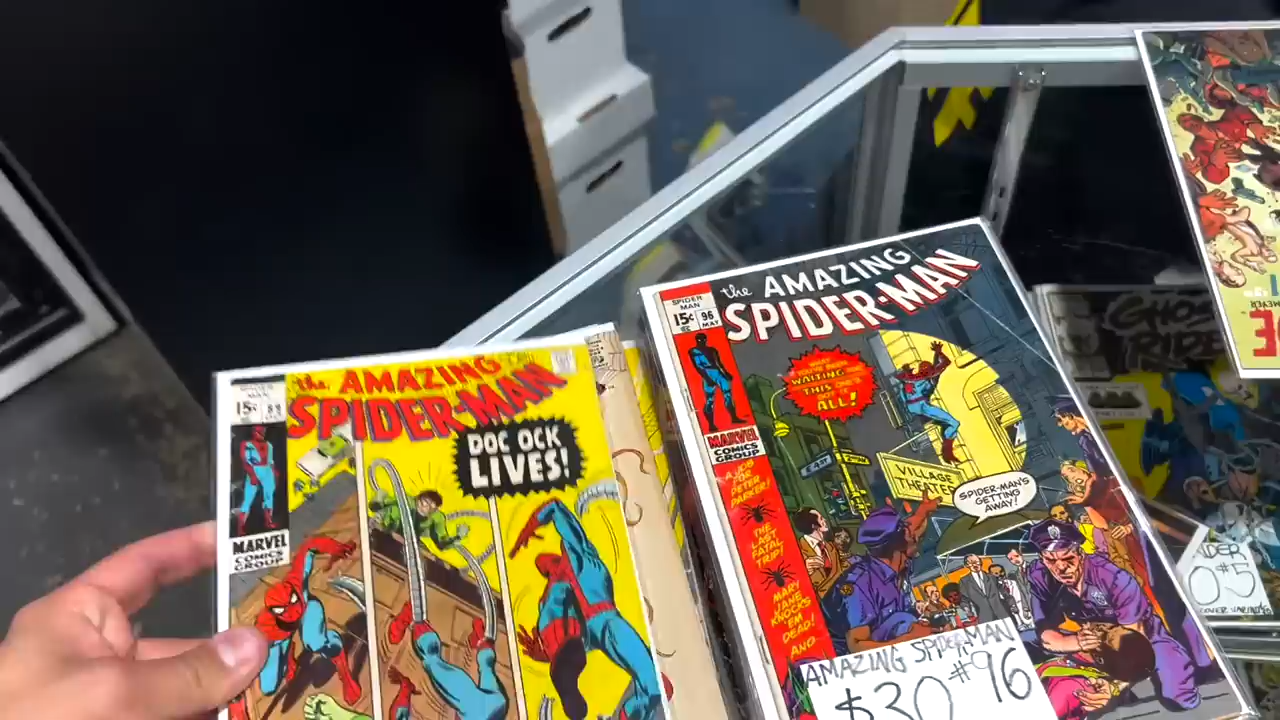 the AMAZING
SPIDER-MAN
15¢ 89
DOC OCK
LIVES!
MARVEL
COMICS
GROUP
the AMAZING
SPIDER-MAN
SPIDER
MAN
15¢ 96
MAY
WAITING
THIS ONE'S
ALL!
MARVEL
COMICS
GROUP
A JOB
FOR
PETER
PARKER!
THE
LAST
FATAL
TRIP!
MARY
JANE
KNOCKS
'EM
DEAD!
AND-
VILLAGE
THEATER
SPIDER-MAN'S
GETTING
AWAY!
AMAZING SPIDER-MAN
$30 #96
GHOST
RIDER